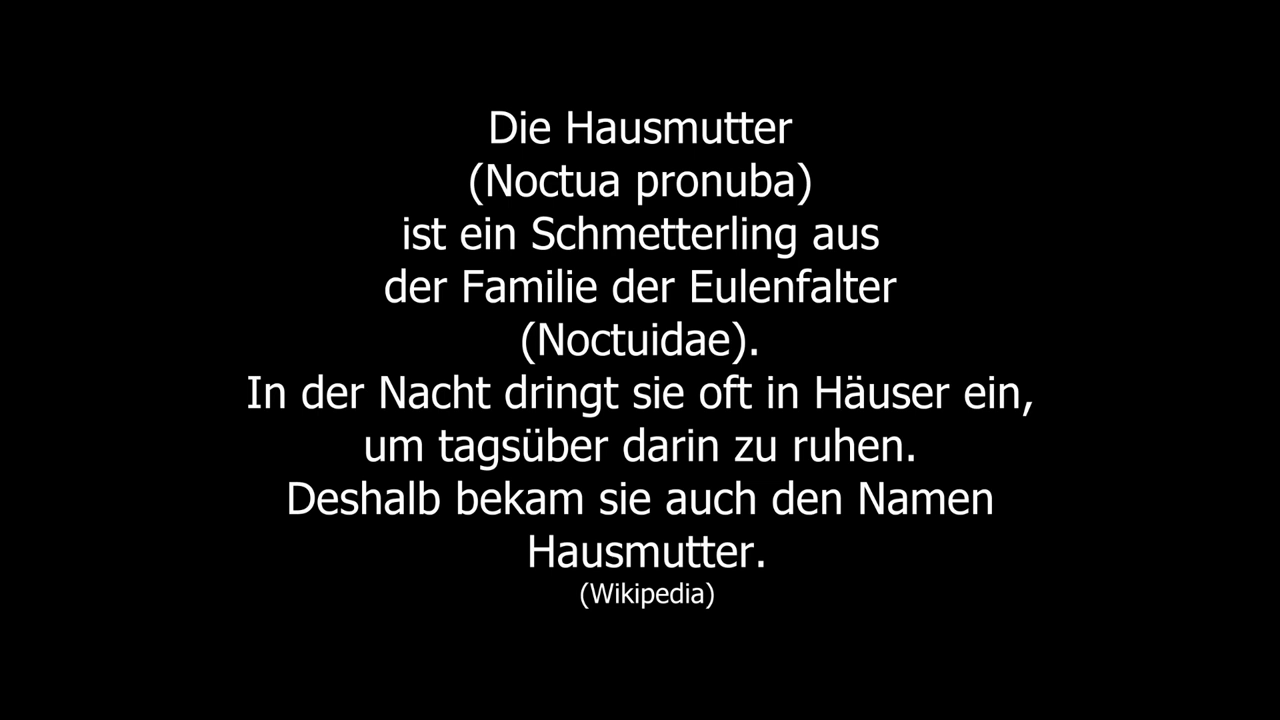 Die Hausmutter
(Noctua pronuba)
ist ein Schmetterling aus
der Familie der Eulenfalter
(Noctuidae).
In der Nacht dringt sie oft in Häuser ein,
um tagsüber darin zu ruhen.
Deshalb bekam sie auch den Namen
Hausmutter.
(Wikipedia)